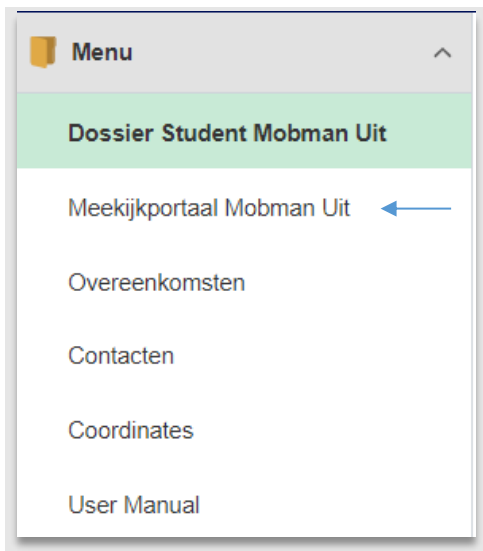 Menu
Dossier Student Mobman Uit
Meekijkportaal Mobman Uit
Overeenkomsten
Contacten
Coordinates
User Manual